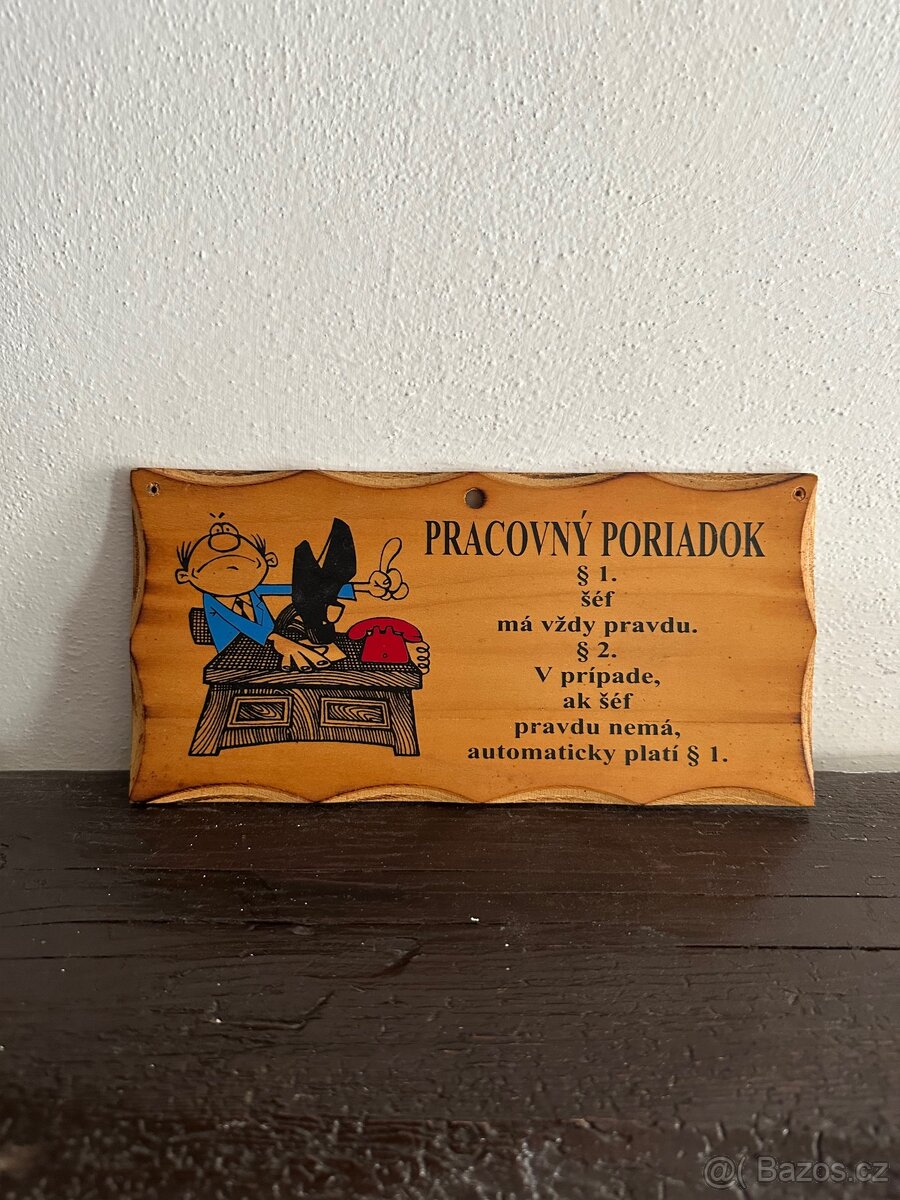 PRACOVNÝ PORIADOK
§ 1.
šéf
má vždy pravdu.
§ 2.
V prípade,
ak šéf
pravdu nemá,
automaticky platí § 1.
@( Bazos.cz